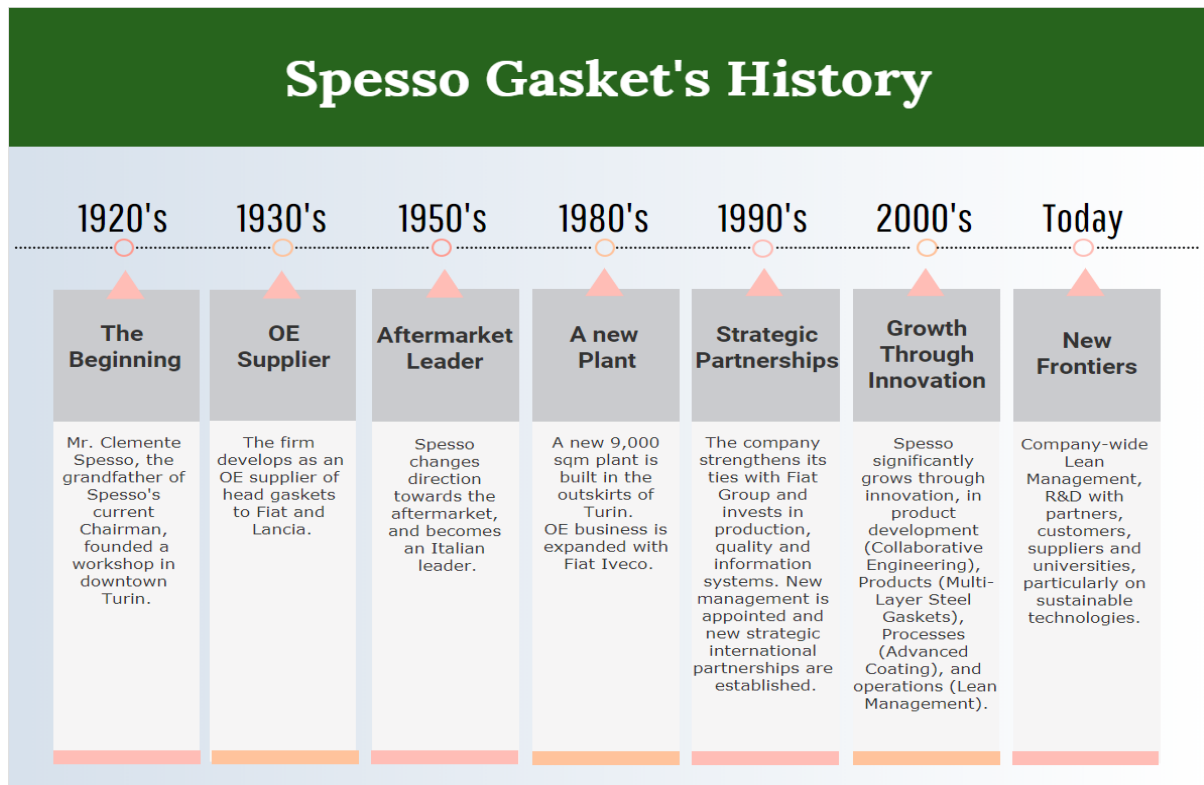 Spesso Gasket's History
1920's
1930's
1950's
1980's
1990's
2000's
Today
The
Beginning
Mr. Clemente
Spesso, the
grandfather of
Spesso's
current
Chairman,
founded a
workshop in
downtown
Turin.
OE
Supplier
The firm
develops as an
OE supplier of
head gaskets
to Fiat and
Lancia.
Aftermarket
Leader
Spesso
changes
direction
towards the
aftermarket,
and becomes
an Italian
leader.
A new
Plant
A new 9,000
sqm plant is
built in the
outskirts of
Turin.
OE business is
expanded with
Fiat Iveco.
Strategic
Partnerships
The company
strengthens its
ties with Fiat
Group and
invests in
production,
quality and
information
systems. New
management is
appointed and
new strategic
international
partnerships are
established.
Growth
Through
Innovation
Spesso
significantly
grows through
innovation, in
product
development
(Collaborative
Engineering),
Products (Multi-
Layer Steel
Gaskets),
Processes
(Advanced
Coating), and
operations (Lean
Management).
New
Frontiers
Company-wide
Lean
Management,
R&D with
partners,
customers,
suppliers and
universities,
particularly on
sustainable
technologies.